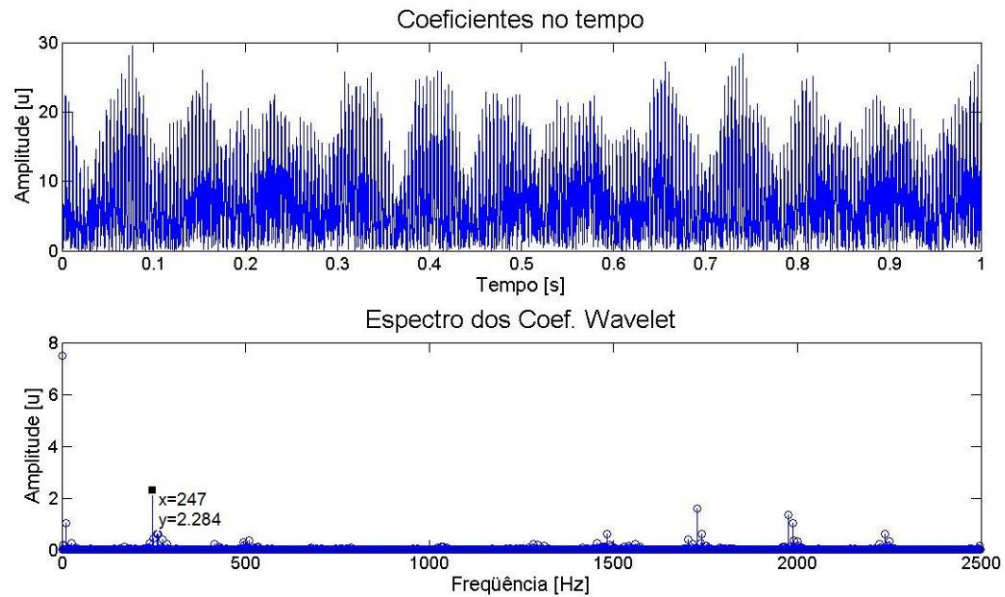 Coeficientes no tempo
Amplitude [u]
30
20
10
0
0 0.1 0.2 0.3 0.4 0.5 0.6 0.7 0.8 0.9 1
Tempo [s]
Espectro dos Coef. Wavelet
Amplitude [u]
8
6
4
2
0
x=247
y=2.284
0 500 1000 1500 2000 2500
Freqüência [Hz]